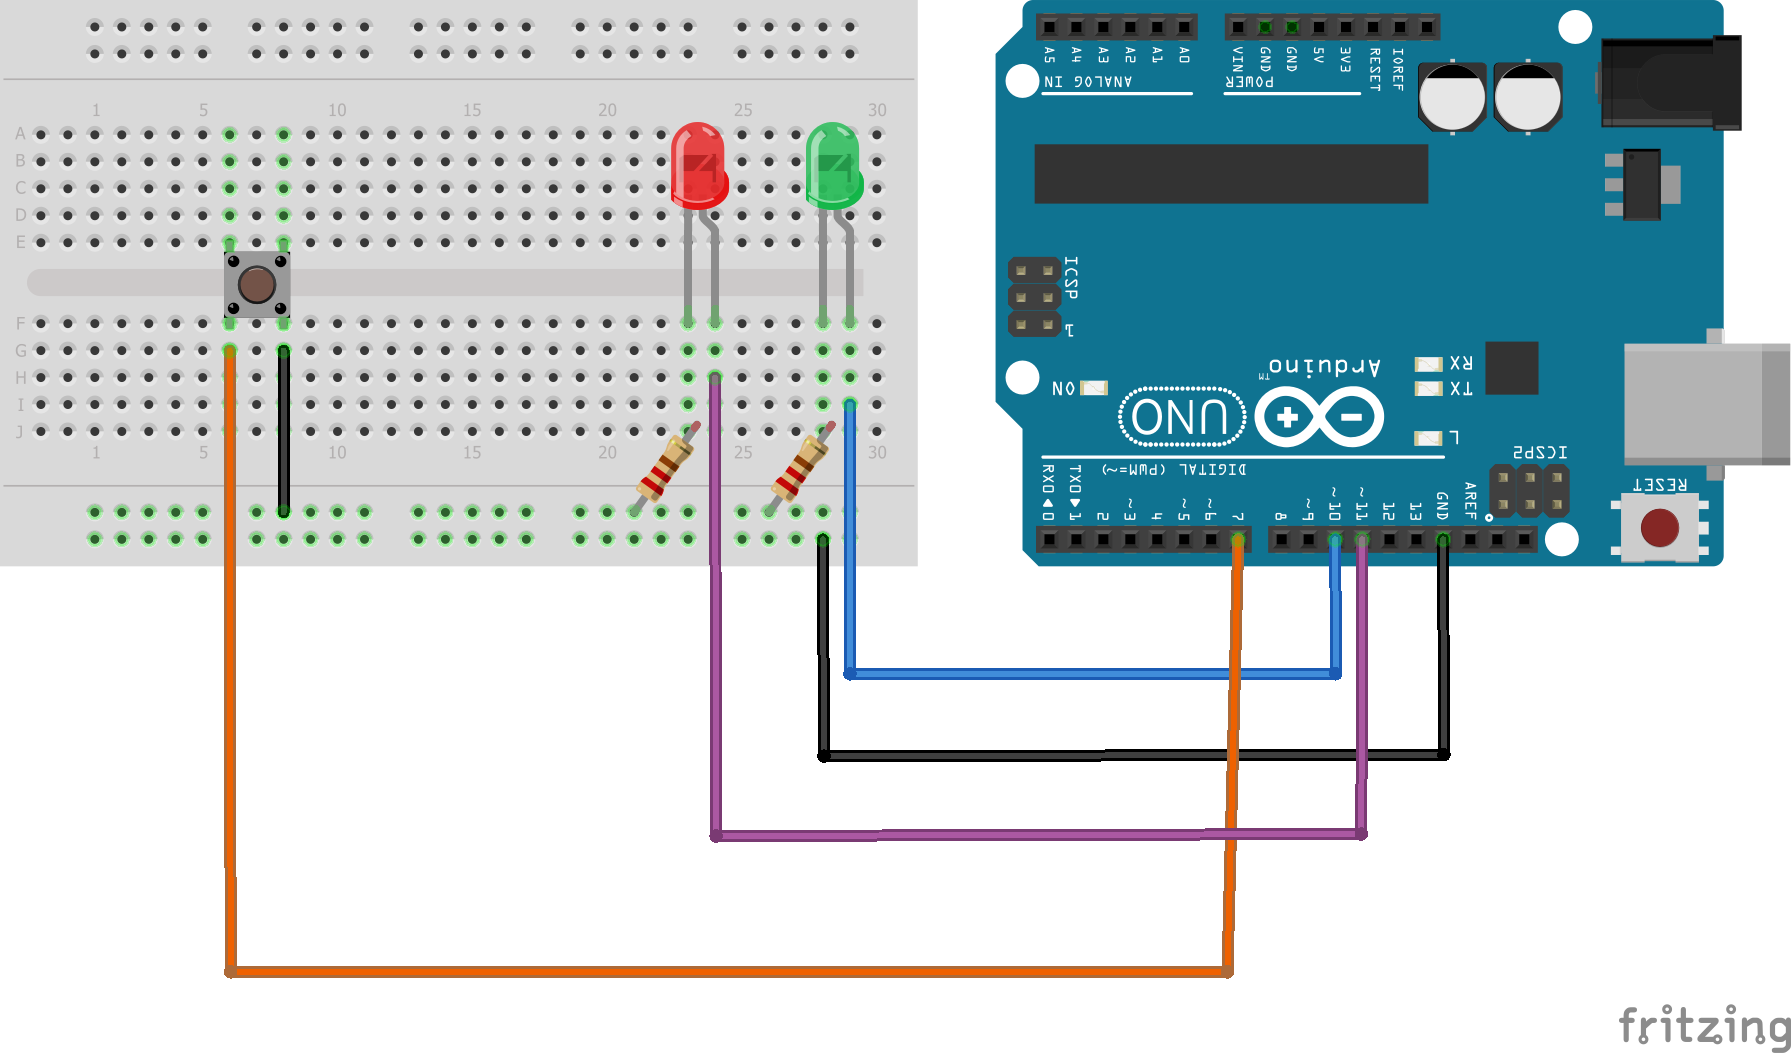 1 5 10 15 20 25 30
A
B
C
D
E
F
G
H
I
J
1 5 10 15 20 25 30
A5 A4 A3 A2 A1 A0
ANALOG IN
VIN GND GND 5V 3V3 RESET IOREF
POWER
ICSP
1
ON
UNO
Arduino™
RX
TX
L
ICSP2
DIGITAL (PWM=~)
RX0 0
TX0 1
2 ~3 4 ~5 ~6 7
8 ~9 ~10 ~11 12 13 GND AREF
RESET
fritzing